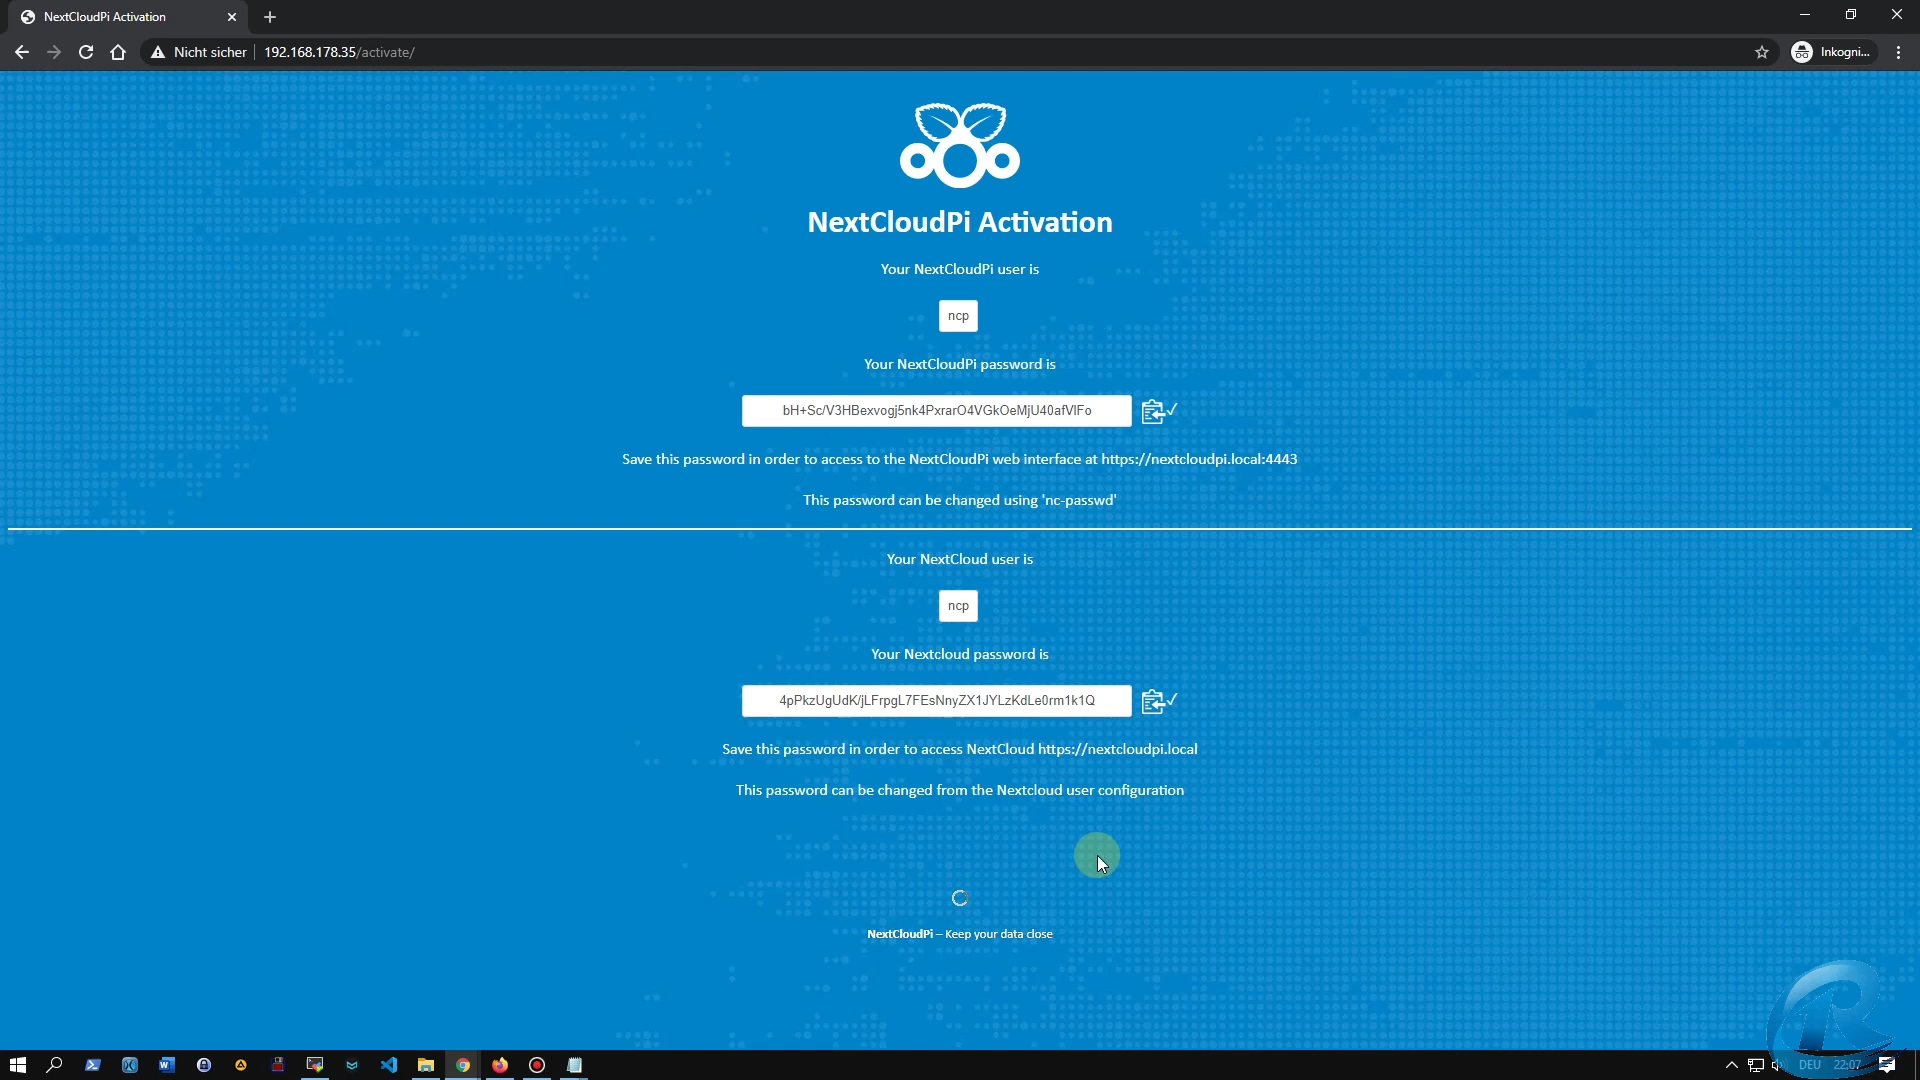 NextCloudPi Activation
Nicht sicher
192.168.178.35/activate/
Inkogni...
NextCloudPi Activation
Your NextCloudPi user is
ncp
Your NextCloudPi password is
bH+Sc/V3HBexvogj5nk4PxrarO4VGkOeMjU40afVlFo
Save this password in order to access to the NextCloudPi web interface at https://nextcloudpi.local:4443
This password can be changed using 'nc-passwd'
Your NextCloud user is
ncp
Your Nextcloud password is
4pPkzUgUdK/jLFrpgL7FEsNnyZX1JYLzKdLe0rm1k1Q
Save this password in order to access NextCloud https://nextcloudpi.local
This password can be changed from the Nextcloud user configuration
NextCloudPi – Keep your data close
DEU
22:07